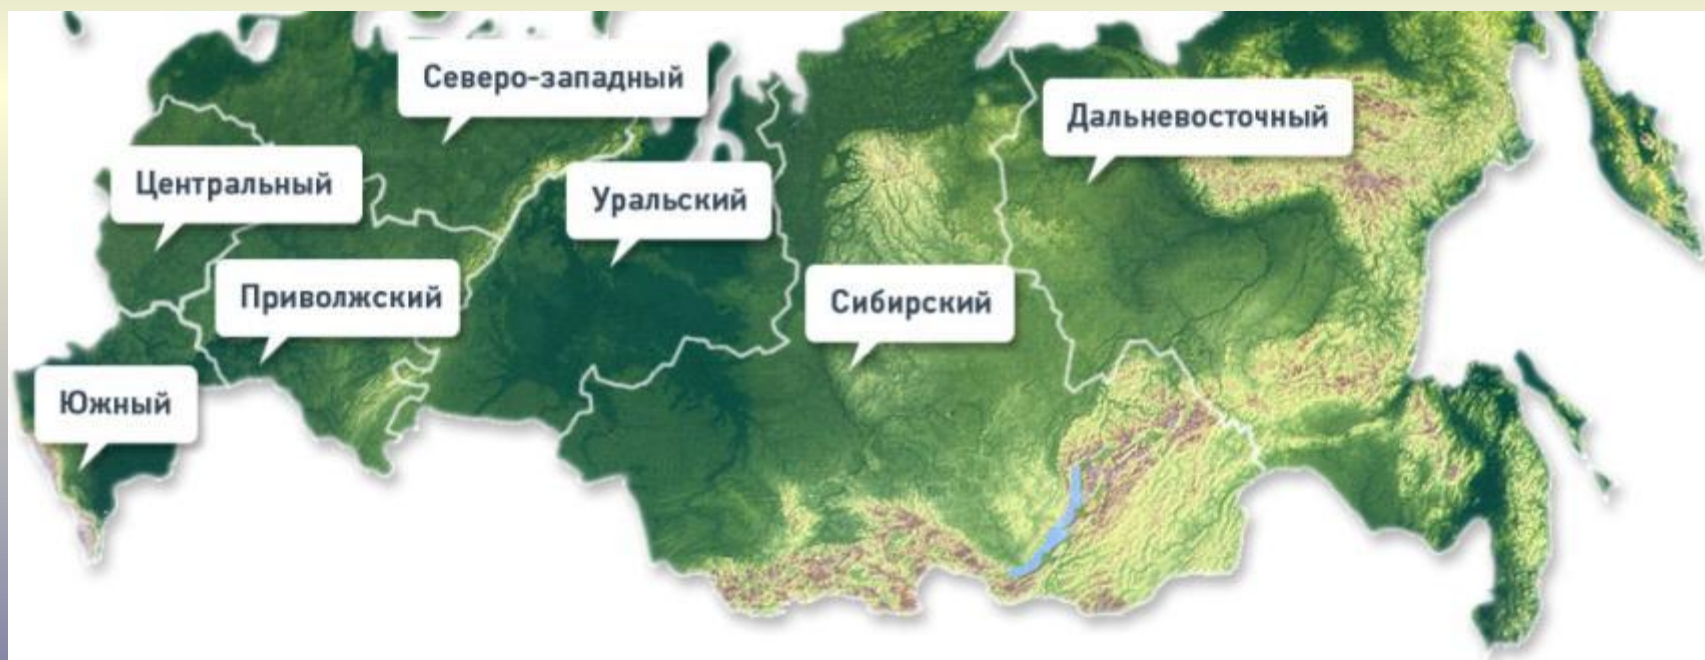 Северо-западный
Дальневосточный
Центральный
Уральский
Приволжский
Сибирский
Южный